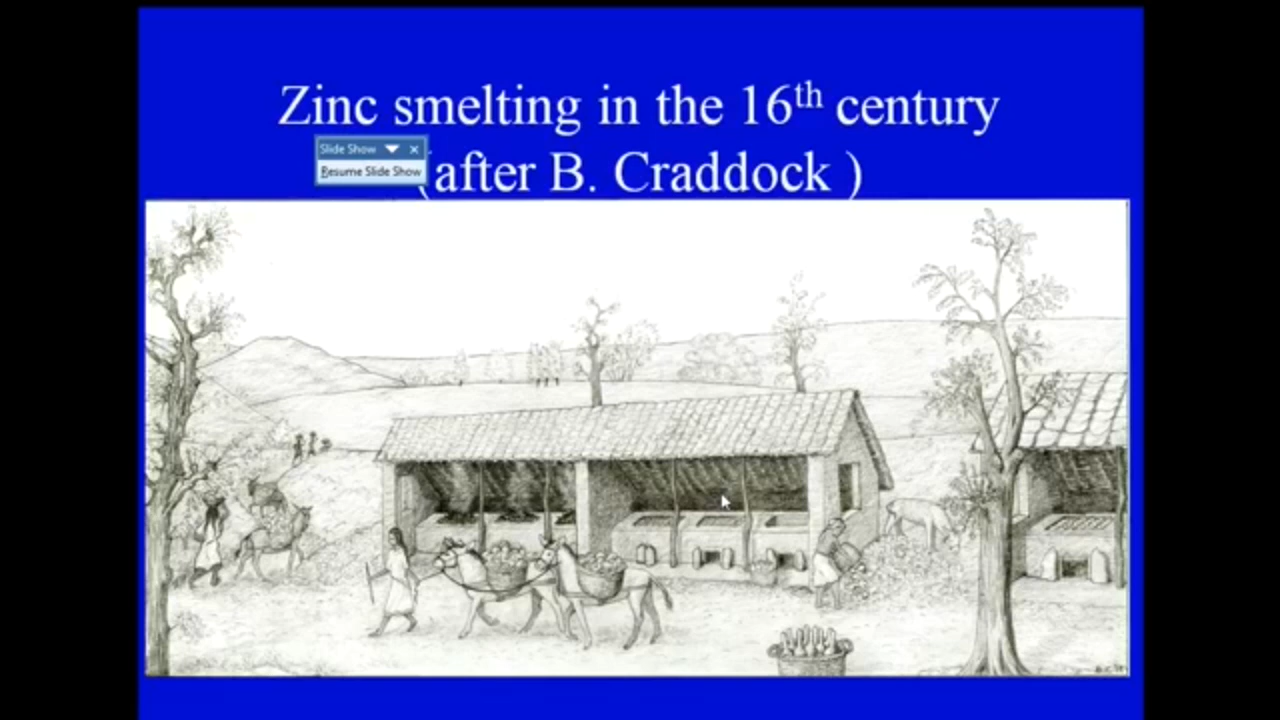 Zinc smelting in the 16th century
Slide Show
Resume Slide Show
(after B. Craddock )